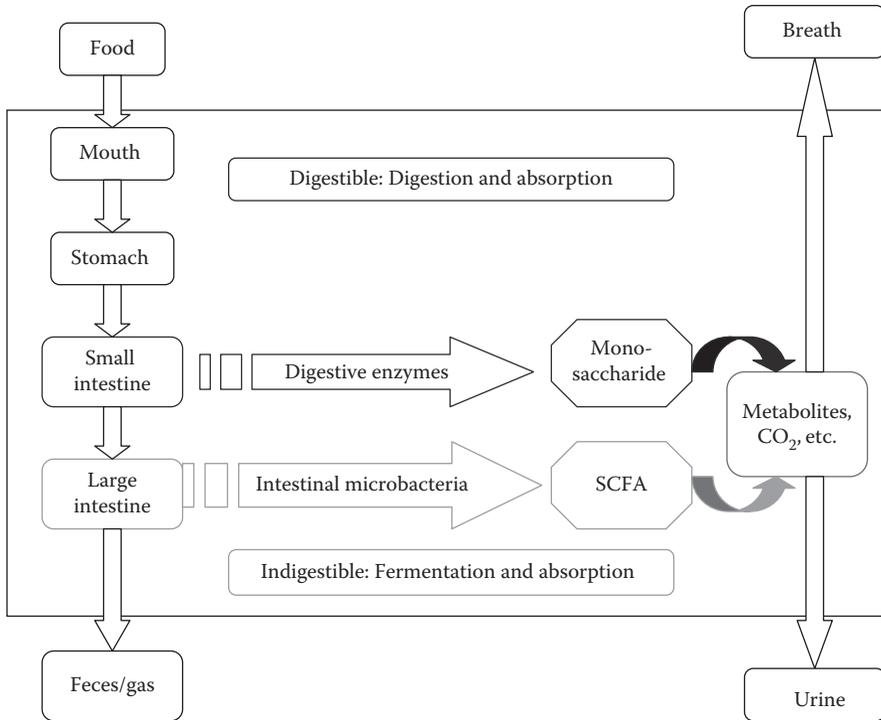 Food
Breath
Mouth
Digestible: Digestion and absorption
Stomach
Small
intestine
Digestive enzymes
Mono-
saccharide
Metabolites,
CO2, etc.
Large
intestine
Intestinal microbacteria
SCFA
Indigestible: Fermentation and absorption
Feces/gas
Urine